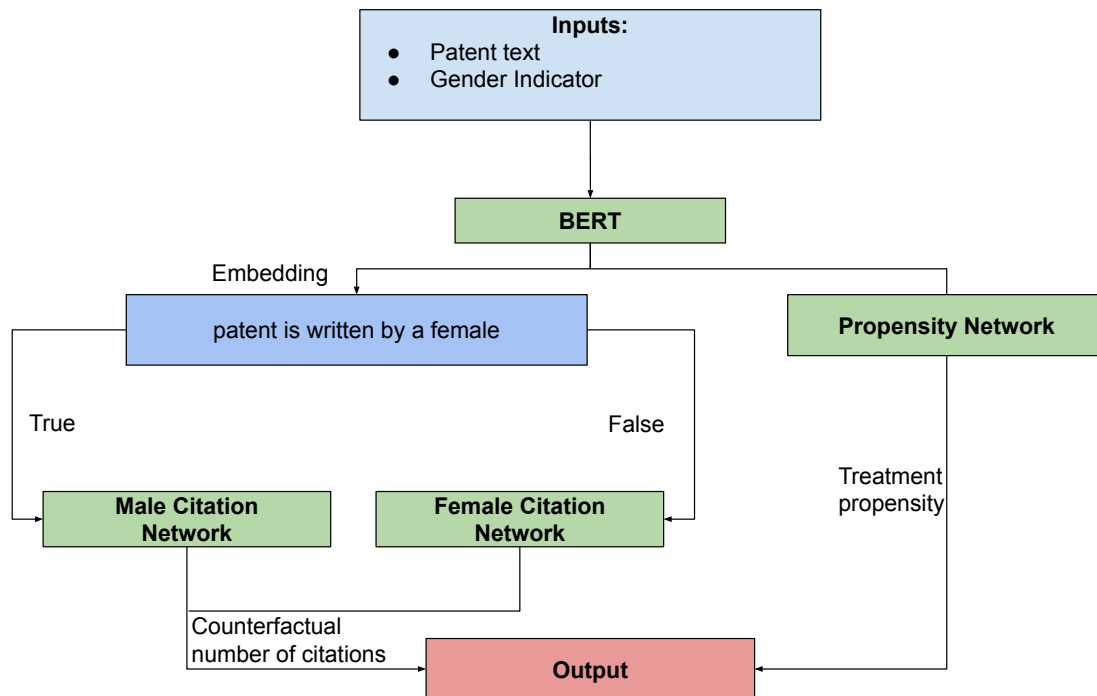 Inputs:
● Patent text
● Gender Indicator
BERT
Embedding
patent is written by a female
Propensity Network
True
False
Male Citation
Network
Female Citation
Network
Treatment
propensity
Counterfactual
number of citations
Output